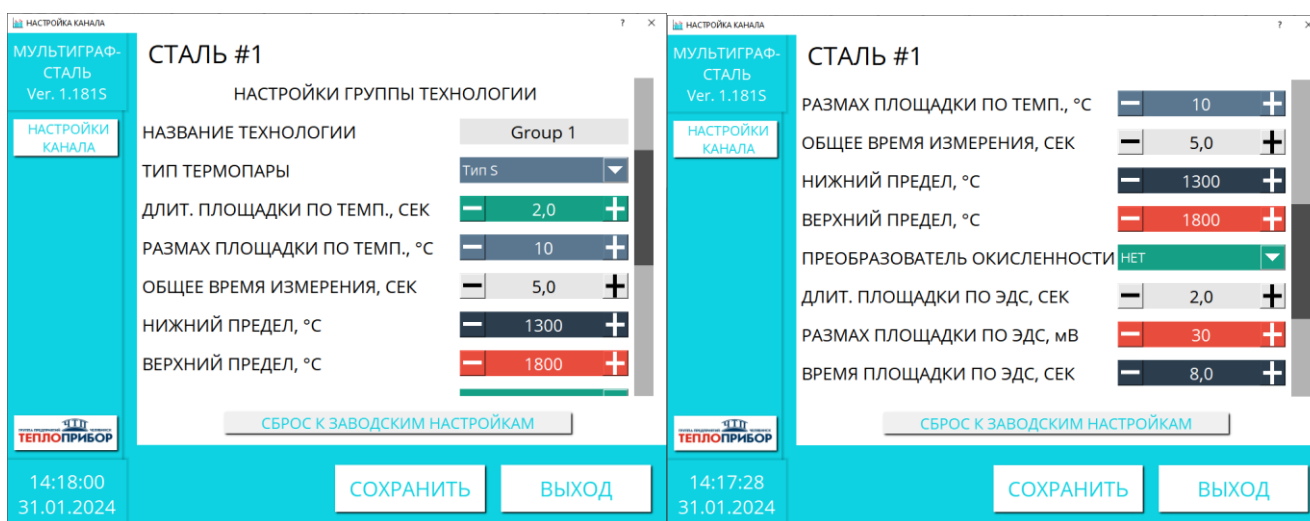 НАСТРОЙКА КАНАЛА
? ×
МУЛЬТИГРАФ-
СТАЛЬ
Ver. 1.181S
НАСТРОЙКИ
КАНАЛА
СТАЛЬ #1
НАСТРОЙКИ ГРУППЫ ТЕХНОЛОГИИ
НАЗВАНИЕ ТЕХНОЛОГИИ Group 1
ТИП ТЕРМОПАРЫ Тип S
ДЛИТ. ПЛОЩАДКИ ПО ТЕМП., СЕК − 2,0 +
РАЗМАХ ПЛОЩАДКИ ПО ТЕМП., °C − 10 +
ОБЩЕЕ ВРЕМЯ ИЗМЕРЕНИЯ, СЕК − 5,0 +
НИЖНИЙ ПРЕДЕЛ, °C − 1300 +
ВЕРХНИЙ ПРЕДЕЛ, °C − 1800 +
СБРОС К ЗАВОДСКИМ НАСТРОЙКАМ
ТЕПЛОПРИБОР
14:18:00
31.01.2024
СОХРАНИТЬ ВЫХОД
НАСТРОЙКА КАНАЛА
? ×
МУЛЬТИГРАФ-
СТАЛЬ
Ver. 1.181S
НАСТРОЙКИ
КАНАЛА
СТАЛЬ #1
РАЗМАХ ПЛОЩАДКИ ПО ТЕМП., °C − 10 +
ОБЩЕЕ ВРЕМЯ ИЗМЕРЕНИЯ, СЕК − 5,0 +
НИЖНИЙ ПРЕДЕЛ, °C − 1300 +
ВЕРХНИЙ ПРЕДЕЛ, °C − 1800 +
ПРЕОБРАЗОВАТЕЛЬ ОКИСЛЕННОСТИ НЕТ
ДЛИТ. ПЛОЩАДКИ ПО ЭДС, СЕК − 2,0 +
РАЗМАХ ПЛОЩАДКИ ПО ЭДС, мВ − 30 +
ВРЕМЯ ПЛОЩАДКИ ПО ЭДС, СЕК − 8,0 +
СБРОС К ЗАВОДСКИМ НАСТРОЙКАМ
ТЕПЛОПРИБОР
14:17:28
31.01.2024
СОХРАНИТЬ ВЫХОД